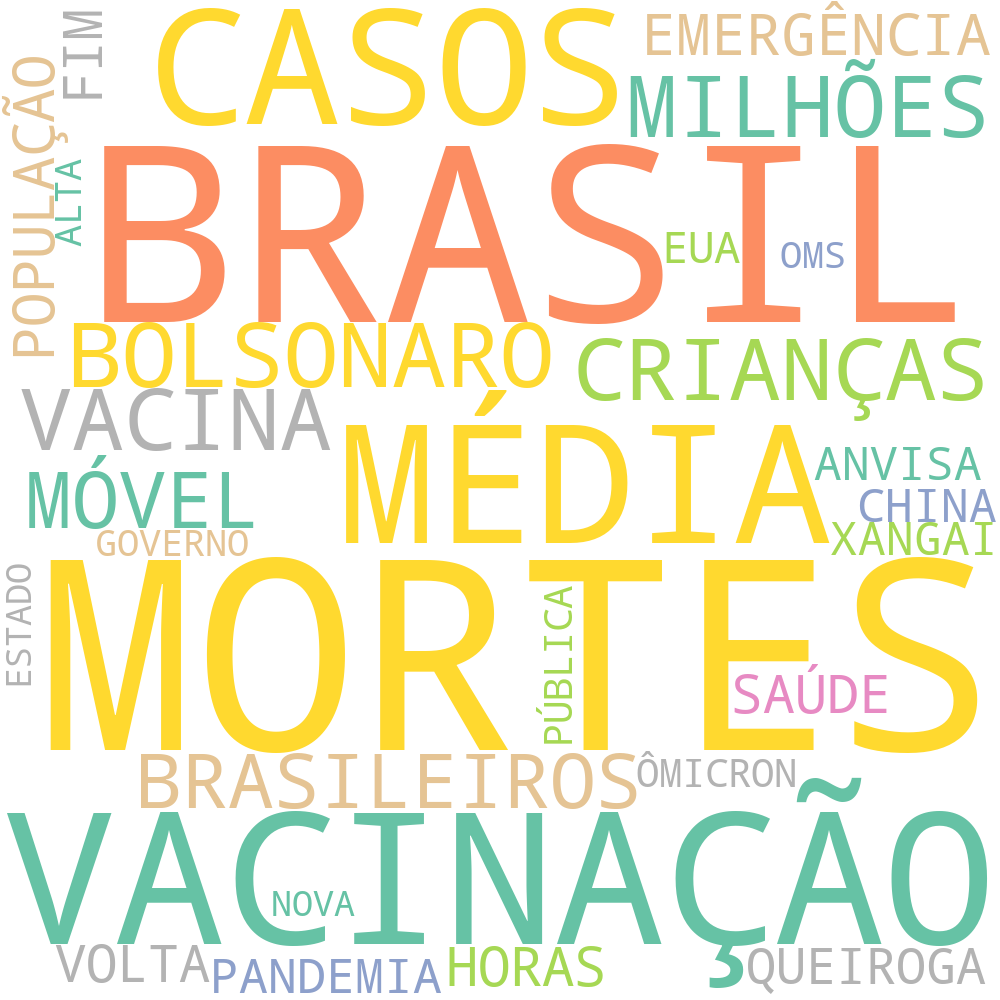 FIM
CASOS
EMERGÊNCIA
MILHÕES
POPULAÇÃO
ALTA
BRASIL
EUA
OMS
BOLSONARO
CRIANÇAS
VACINA
MÉDIA
MÓVEL
ANVISA
CHINA
XANGAI
GOVERNO
ESTADO
MORTES
PÚBLICA
SAÚDE
BRASILEIROS
ÔMICRON
VACINAÇÃO
NOVA
VOLTA
PANDEMIA
HORAS
QUEIROGA